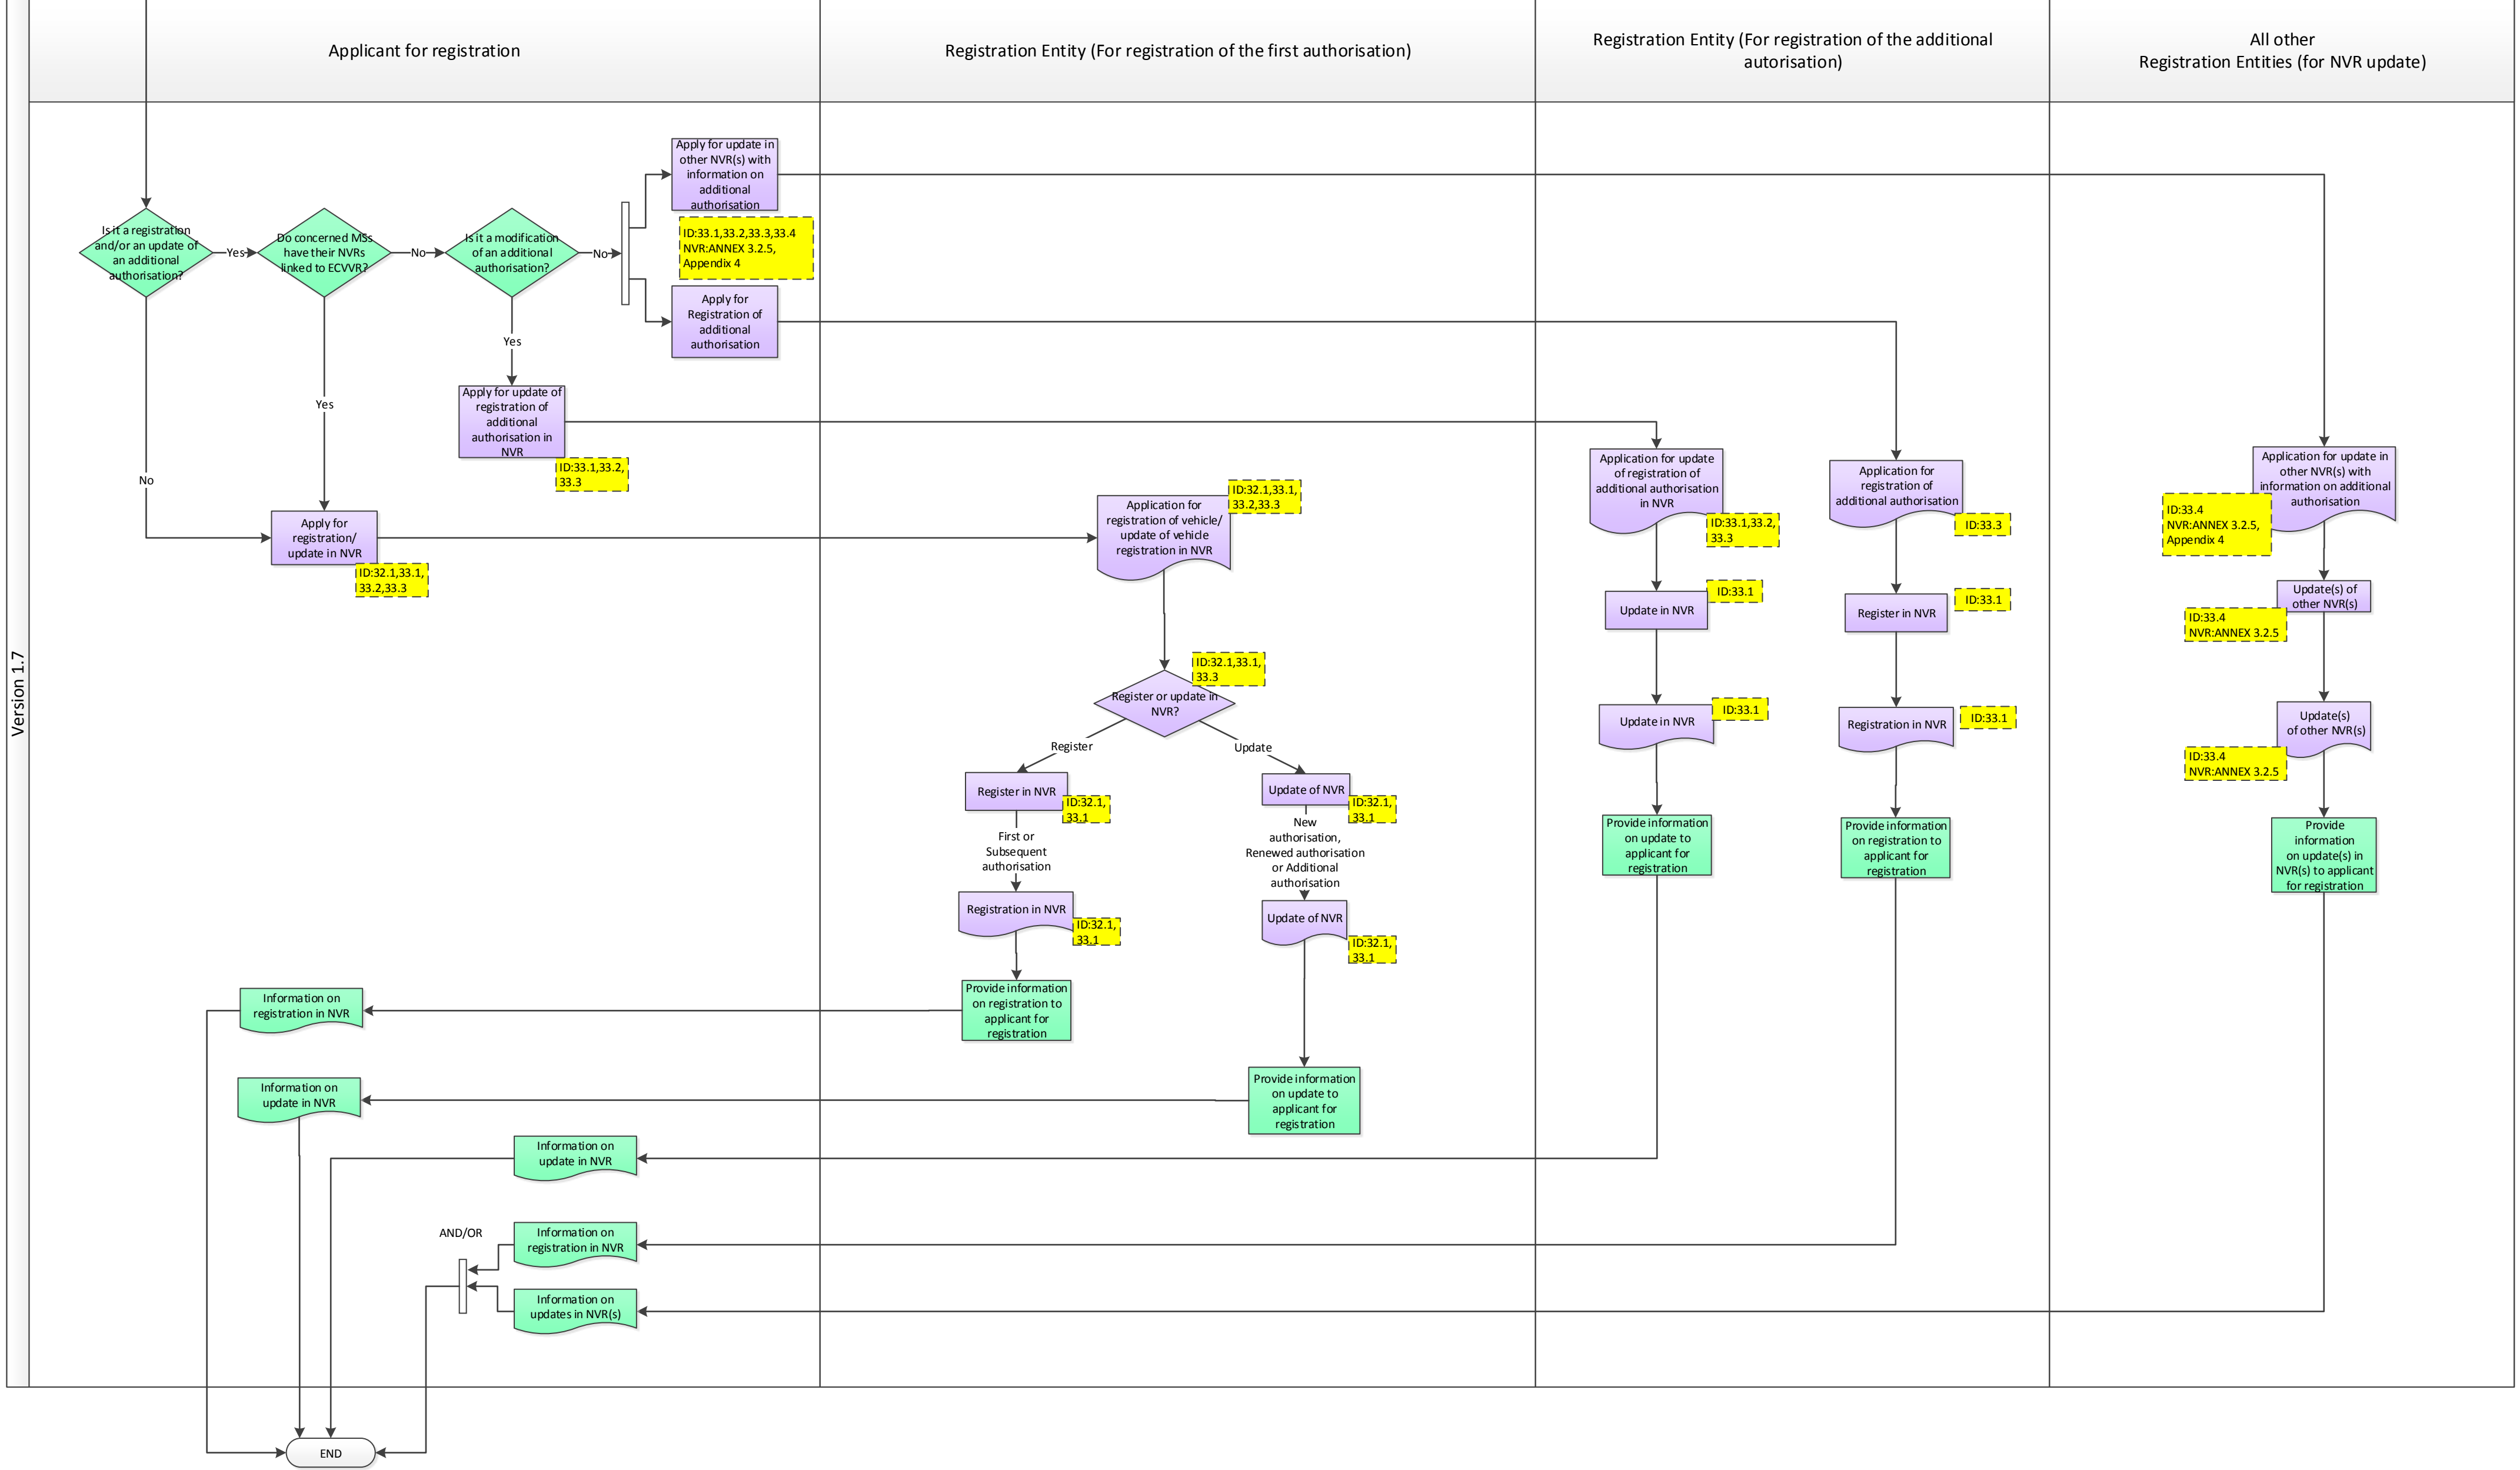 Version 1.7
Applicant for registration
Registration Entity (For registration of the first authorisation)
Registration Entity (For registration of the additional
autorisation)
All other
Registration Entities (for NVR update)
Is it a registration
and/or an update of
an additional
authorisation?
Yes
Do concerned MSs
have their NVRs
linked to ECVVR?
No
Is it a modification
of an additional
authorisation?
No
Apply for update in
other NVR(s) with
information on
additional
authorisation
ID:33.1,33.2,33.3,33.4
NVR:ANNEX 3.2.5,
Appendix 4
Apply for
Registration of
additional
authorisation
Yes
Yes
No
Apply for update of
registration of
additional
authorisation in
NVR
ID:33.1,33.2,
33.3
Apply for
registration/
update in NVR
ID:32.1,33.1,
33.2,33.3
Application for
registration of vehicle/
update of vehicle
registration in NVR
ID:32.1,33.1,
33.2,33.3
Register or update in
NVR?
ID:32.1,33.1,
33.3
Register
Update
Register in NVR
ID:32.1,
33.1
First or
Subsequent
authorisation
Registration in NVR
ID:32.1,
33.1
Provide information
on registration to
applicant for
registration
Update of NVR
ID:32.1,
33.1
New
authorisation,
Renewed authorisation
or Additional
authorisation
Update of NVR
ID:32.1,
33.1
Provide information
on update to
applicant for
registration
Application for update
of registration of
additional authorisation
in NVR
ID:33.1,33.2,
33.3
Update in NVR
ID:33.1
Update in NVR
ID:33.1
Provide information
on update to
applicant for
registration
Application for
registration of
additional authorisation
ID:33.3
Register in NVR
ID:33.1
Registration in NVR
ID:33.1
Provide information
on registration to
applicant for
registration
Application for update in
other NVR(s) with
information on additional
authorisation
ID:33.4
NVR:ANNEX 3.2.5,
Appendix 4
Update(s) of
other NVR(s)
ID:33.4
NVR:ANNEX 3.2.5
Update(s)
of other NVR(s)
ID:33.4
NVR:ANNEX 3.2.5
Provide
information
on update(s) in
NVR(s) to applicant
for registration
Information on
registration in NVR
Information on
update in NVR
Information on
update in NVR
AND/OR
Information on
registration in NVR
Information on
updates in NVR(s)
END